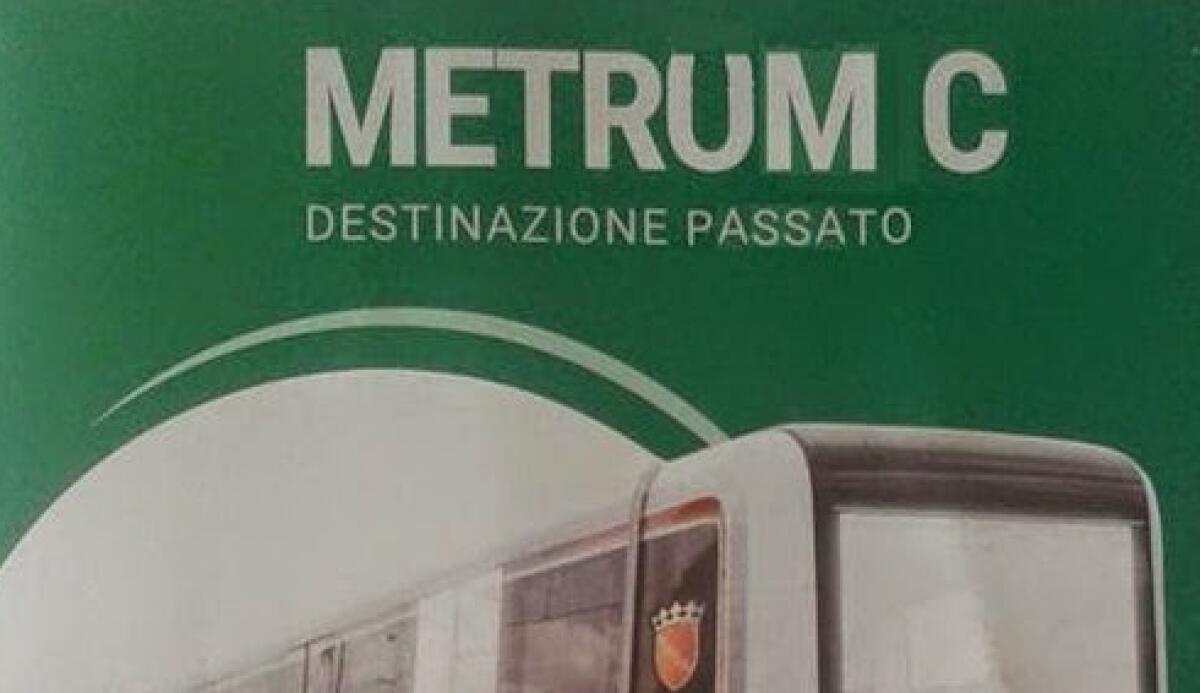 METRUM C
DESTINAZIONE PASSATO